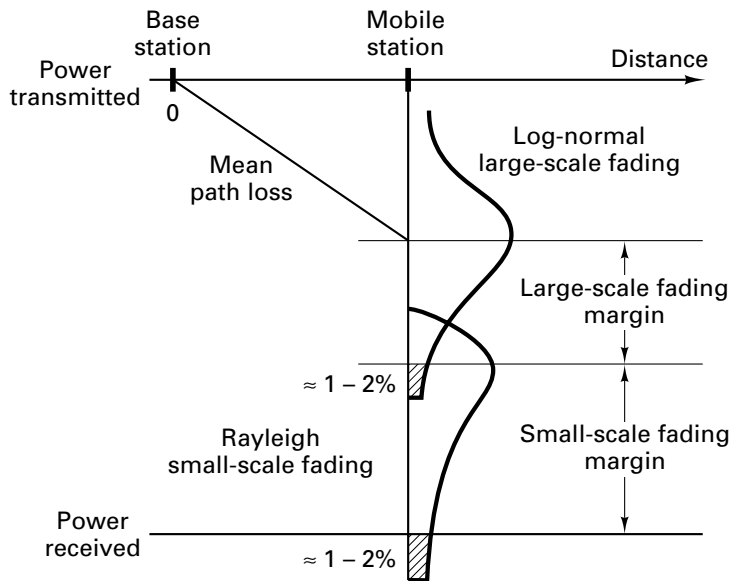 Base
station
Mobile
station
Power
transmitted
Distance
0
Log-normal
large-scale fading
Mean
path loss
Large-scale fading
margin
≈ 1 – 2%
Rayleigh
small-scale fading
Small-scale fading
margin
Power
received
≈ 1 – 2%